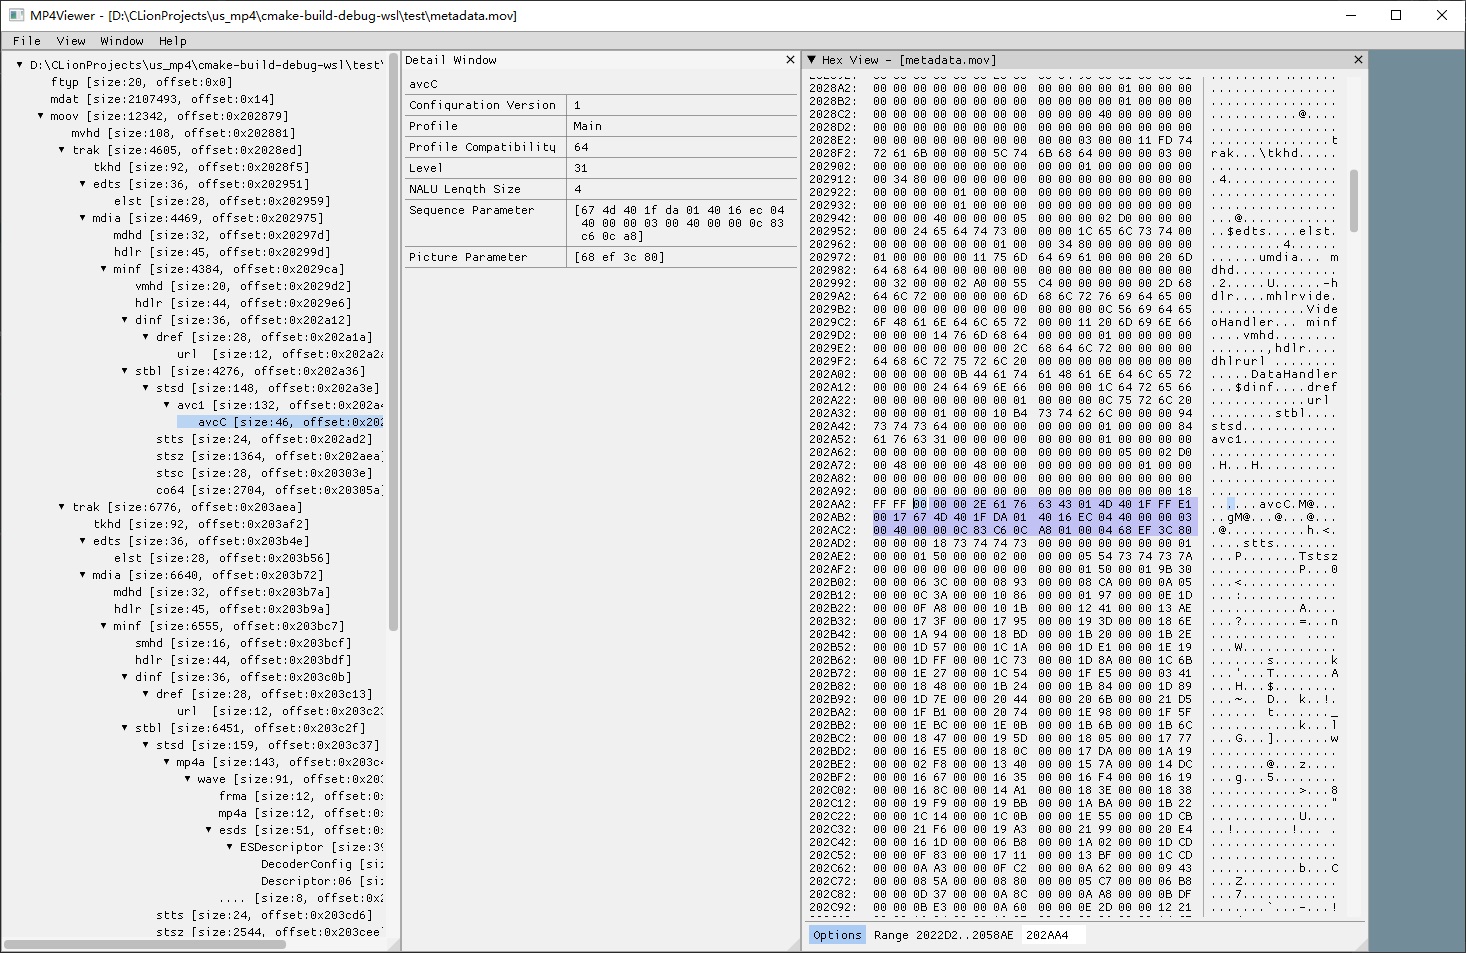 MP4Viewer - [D:\CLionProjects\us_mp4\cmake-build-debug-wsl\test\metadata.mov]
File View Window Help
D:\CLionProjects\us_mp4\cmake-build-debug-wsl\test\
ftyp [size:20, offset:0x0]
mdat [size:2107493, offset:0x14]
moov [size:12342, offset:0x202879]
mvhd [size:108, offset:0x202881]
trak [size:4605, offset:0x2028ed]
tkhd [size:92, offset:0x2028f5]
edts [size:36, offset:0x202951]
elst [size:28, offset:0x202959]
mdia [size:4469, offset:0x202975]
mdhd [size:32, offset:0x20297d]
hdlr [size:45, offset:0x20299d]
minf [size:4384, offset:0x2029ca]
vmhd [size:20, offset:0x2029d2]
hdlr [size:44, offset:0x2029e6]
dinf [size:36, offset:0x202a12]
dref [size:28, offset:0x202a1a]
url  [size:12, offset:0x202a2a
stbl [size:4276, offset:0x202a36]
stsd [size:148, offset:0x202a3e]
avc1 [size:132, offset:0x202a4
avcC [size:46, offset:0x202
stts [size:24, offset:0x202ad2]
stsz [size:1364, offset:0x202aea]
stsc [size:28, offset:0x20303e]
co64 [size:2704, offset:0x20305a]
trak [size:6776, offset:0x203aea]
tkhd [size:92, offset:0x203af2]
edts [size:36, offset:0x203b4e]
elst [size:28, offset:0x203b56]
mdia [size:6640, offset:0x203b72]
mdhd [size:32, offset:0x203b7a]
hdlr [size:45, offset:0x203b9a]
minf [size:6555, offset:0x203bc7]
smhd [size:16, offset:0x203bcf]
hdlr [size:44, offset:0x203bdf]
dinf [size:36, offset:0x203c0b]
dref [size:28, offset:0x203c13]
url  [size:12, offset:0x203c23
stbl [size:6451, offset:0x203c2f]
stsd [size:159, offset:0x203c37]
mp4a [size:143, offset:0x203c4
wave [size:91, offset:0x203
frma [size:12, offset:0
mp4a [size:12, offset:0
esds [size:51, offset:0
ESDescriptor [size:39
DecoderConfig [si
Descriptor:06 [si
.... [size:8, offset:0x2
stts [size:24, offset:0x203cd6]
stsz [size:2544, offset:0x203cee
Detail Window
avcC
Configuration Version 1
Profile Main
Profile Compatibility 64
Level 31
NALU Length Size 4
Sequence Parameter [67 4d 40 1f da 01 40 16 ec 04
40 00 00 03 00 40 00 00 0c 83
c6 0c a8]
Picture Parameter [68 ef 3c 80]
Hex View - [metadata.mov]
2028A2: 00 00 00 00 00 00 00 00 00 00 00 00 01 00 00 00
2028B2: 00 00 00 00 00 00 00 00 00 00 00 00 01 00 00 00
2028C2: 00 00 00 00 00 00 00 00 00 00 00 40 00 00 00 00
2028D2: 00 00 00 00 00 00 00 00 00 00 00 00 00 00 00 00
2028E2: 00 00 00 00 00 00 00 00 00 03 00 00 11 FD 74
2028F2: 72 61 6B 00 00 00 5C 74 6B 68 64 00 00 00 03 00
202902: 00 00 00 00 00 00 00 00 00 00 01 00 00 00 00 00
202912: 00 34 80 00 00 00 00 00 00 00 00 00 00 00 00 00
202922: 00 00 00 00 01 00 00 00 00 00 00 00 00 00 00 00
202932: 00 00 00 00 01 00 00 00 00 00 00 00 00 00 00 00
202942: 00 00 00 40 00 00 00 05 00 00 00 02 D0 00 00 00
202952: 00 00 24 65 64 74 73 00 00 00 1C 65 6C 73 74 00
202962: 00 00 00 00 00 00 01 00 00 34 80 00 00 00 00 00
202972: 01 00 00 00 00 11 75 6D 64 69 61 00 00 00 20 6D
202982: 64 68 64 00 00 00 00 00 00 00 00 00 00 00 00 00
202992: 00 32 00 00 02 A0 00 55 C4 00 00 00 00 00 2D 68
2029A2: 64 6C 72 00 00 00 00 6D 68 6C 72 76 69 64 65 00
2029B2: 00 00 00 00 00 00 00 00 00 00 00 0C 56 69 64 65
2029C2: 6F 48 61 6E 64 6C 65 72 00 00 11 20 6D 69 6E 66
2029D2: 00 00 00 14 76 6D 68 64 00 00 00 01 00 00 00 00
2029E2: 00 00 00 00 00 00 00 2C 68 64 6C 72 00 00 00 00
2029F2: 64 68 6C 72 75 72 6C 20 00 00 00 00 00 00 00 00
202A02: 00 00 00 00 0B 44 61 74 61 48 61 6E 64 6C 65 72
202A12: 00 00 00 24 64 69 6E 66 00 00 00 1C 64 72 65 66
202A22: 00 00 00 00 00 00 00 01 00 00 00 0C 75 72 6C 20
202A32: 00 00 00 01 00 00 10 B4 73 74 62 6C 00 00 00 94
202A42: 73 74 73 64 00 00 00 00 00 00 00 01 00 00 00 84
202A52: 61 76 63 31 00 00 00 00 00 00 00 01 00 00 00 00
202A62: 00 00 00 00 00 00 00 00 00 00 00 00 05 00 02 D0
202A72: 00 48 00 00 00 48 00 00 00 00 00 00 00 01 00 00
202A82: 00 00 00 00 00 00 00 00 00 00 00 00 00 00 00 00
202A92: 00 00 00 00 00 00 00 00 00 00 00 00 00 00 00 18
202AA2: FF FF 00 00 00 2E 61 76 63 43 01 4D 40 1F FF E1
202AB2: 00 17 67 4D 40 1F DA 01 40 16 EC 04 40 00 00 03
202AC2: 00 40 00 00 0C 83 C6 0C A8 01 00 04 68 EF 3C 80
202AD2: 00 00 00 18 73 74 74 73 00 00 00 00 00 00 00 01
202AE2: 00 00 01 50 00 00 02 00 00 00 05 54 73 74 73 7A
202AF2: 00 00 00 00 00 00 00 00 00 00 01 50 00 01 9B 30
202B02: 00 00 06 3C 00 00 08 93 00 00 08 CA 00 00 0A 05
202B12: 00 00 0C 3A 00 00 10 86 00 00 01 97 00 00 0E 1D
202B22: 00 00 0F A8 00 00 10 1B 00 00 12 41 00 00 13 AE
202B32: 00 00 17 3F 00 00 17 95 00 00 19 3D 00 00 18 6E
202B42: 00 00 1A 94 00 00 18 BD 00 00 1B 20 00 00 1B 2E
202B52: 00 00 1D 57 00 00 1C 1A 00 00 1D E1 00 00 1E 19
202B62: 00 00 1D FF 00 00 1C 73 00 00 1D 8A 00 00 1C 6B
202B72: 00 00 1E 27 00 00 1C 54 00 00 1F E5 00 00 03 41
202B82: 00 00 18 48 00 00 1B 24 00 00 1B 84 00 00 1D 89
202B92: 00 00 1D 7E 00 00 20 44 00 00 20 6B 00 00 21 D5
202BA2: 00 00 1F B1 00 00 20 74 00 00 1E 98 00 00 1F 5F
202BB2: 00 00 1E BC 00 00 1E 0B 00 00 1B 6B 00 00 1B 6C
202BC2: 00 00 18 47 00 00 19 5D 00 00 18 05 00 00 17 77
202BD2: 00 00 16 E5 00 00 18 0C 00 00 17 DA 00 00 1A 19
202BE2: 00 00 02 F8 00 00 13 40 00 00 15 7A 00 00 14 DC
202BF2: 00 00 16 67 00 00 16 35 00 00 16 F4 00 00 16 19
202C02: 00 00 16 8C 00 00 14 A1 00 00 18 3E 00 00 18 38
202C12: 00 00 19 F9 00 00 19 BB 00 00 1A BA 00 00 1B 22
202C22: 00 00 1C 14 00 00 1C 0B 00 00 1E 55 00 00 1D CB
202C32: 00 00 21 F6 00 00 19 A3 00 00 21 99 00 00 20 E4
202C42: 00 00 16 1D 00 00 06 B8 00 00 1A 02 00 00 1D CD
202C52: 00 00 0F 83 00 00 17 11 00 00 13 BF 00 00 1C CD
202C62: 00 00 0A A3 00 00 0F C2 00 00 0A 62 00 00 09 43
202C72: 00 00 08 5A 00 00 08 80 00 00 05 C7 00 00 06 B8
202C82: 00 00 0D 37 00 00 0A 8C 00 00 0A A8 00 00 0B DF
202C92: 00 00 0B E3 00 00 0A 60 00 00 0E 2D 00 00 12 21
Options Range 2022D2..2058AE 202AA4